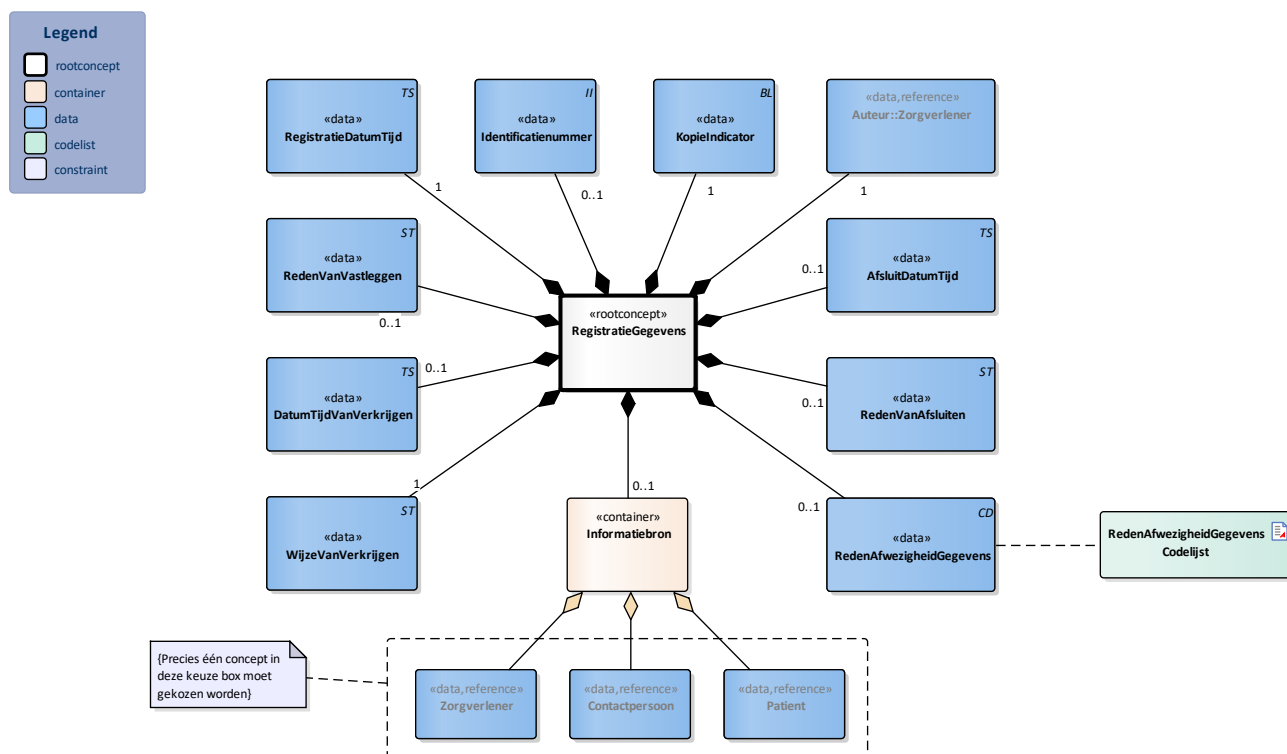 Legend
rootconcept
container
data
codelist
constraint
TS
«data»
RegistratieDatumTijd
1
II
«data»
Identificatienummer
0..1
BL
«data»
KopieIndicator
1
«data,reference»
Auteur::Zorgverlener
1
ST
«data»
RedenVanVastleggen
0..1
«rootconcept»
RegistratieGegevens
TS
«data»
AfsluitDatumTijd
0..1
TS
«data»
DatumTijdVanVerkrijgen
0..1
ST
«data»
RedenVanAfsluiten
0..1
ST
«data»
WijzeVanVerkrijgen
1
«container»
Informatiebron
0..1
CD
«data»
RedenAfwezigheidGegevens
0..1
RedenAfwezigheidGegevens
Codelijst
{Precies één concept in
deze keuze box moet
gekozen worden}
«data,reference»
Zorgverlener
«data,reference»
Contactpersoon
«data,reference»
Patient